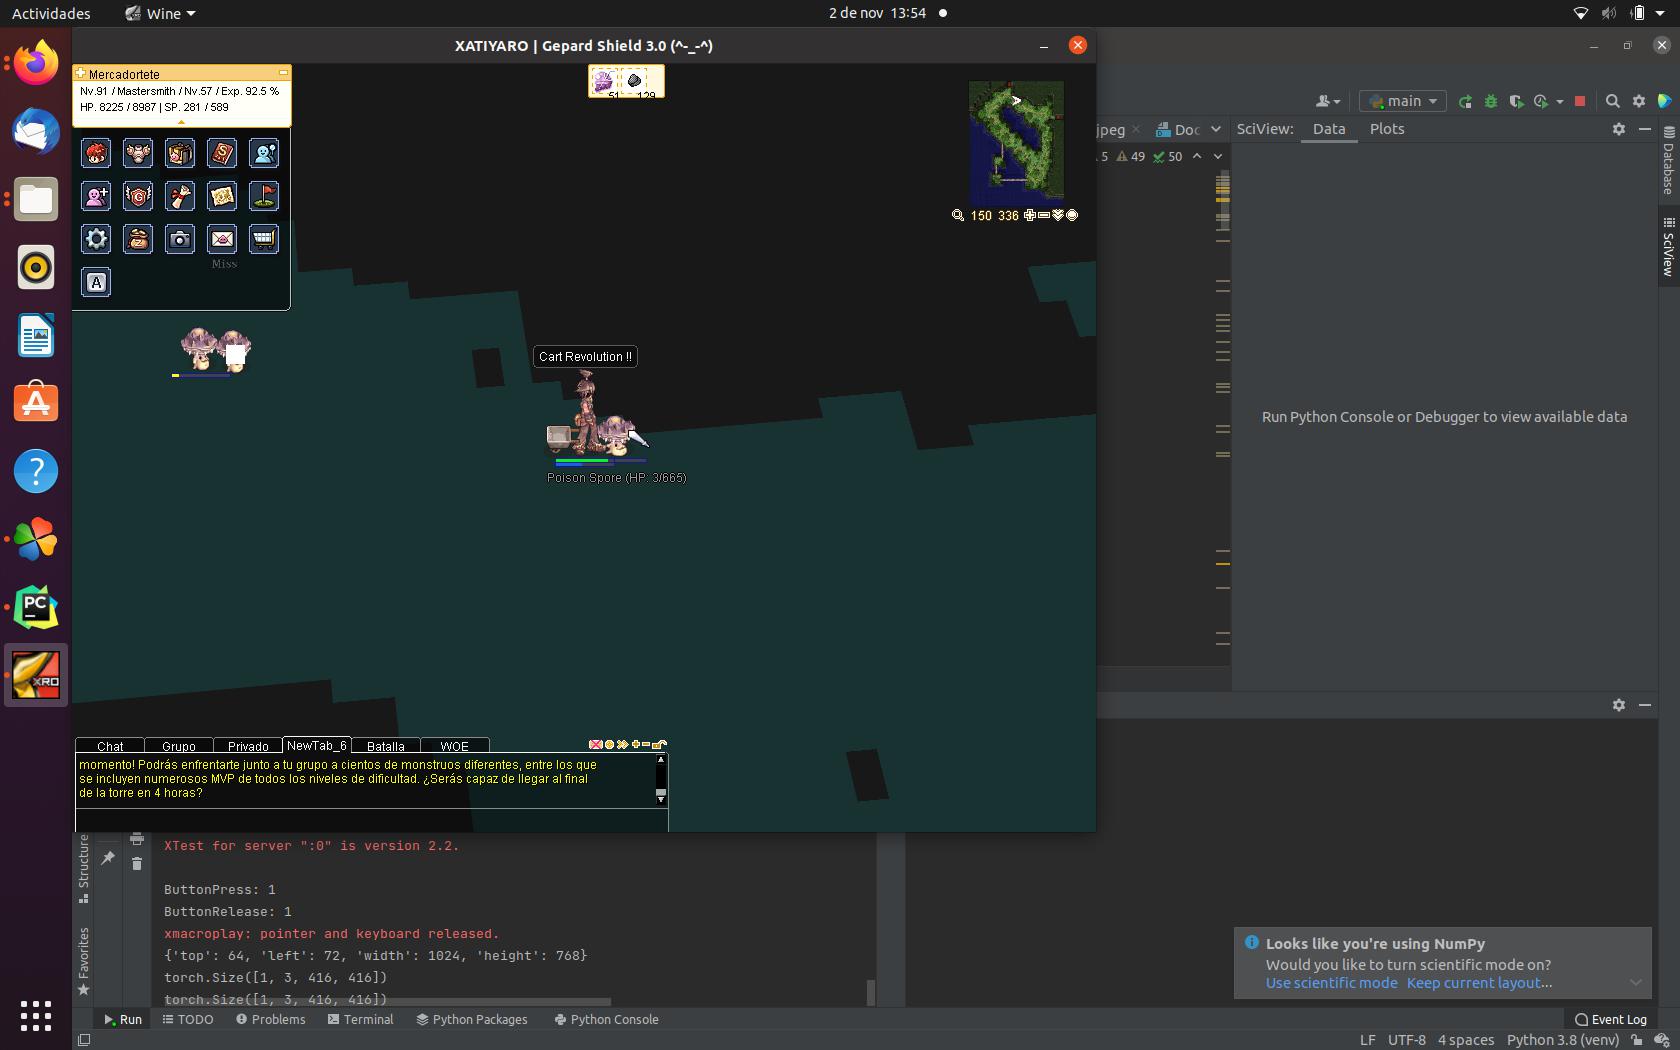 Actividades
Wine
2 de nov 13:54
XATIYARO | Gepard Shield 3.0 (^-_-^)
Mercadortete
Nv.91 / Mastersmith / Nv.57 / Exp. 92.5 %
HP. 8225 / 8987 | SP. 281 / 589
51 129
150 336
Miss
A
Cart Revolution !!
Poison Spore (HP: 3/665)
main
jpeg
Doc
SciView: Data Plots
5 49 50
Database
SciView
Run Python Console or Debugger to view available data
PC
XRO
Chat Grupo Privado NewTab_6 Batalla WOE
momento! Podrás enfrentarte junto a tu grupo a cientos de monstruos diferentes, entre los que
se incluyen numerosos MVP de todos los niveles de dificultad. ¿Serás capaz de llegar al final
de la torre en 4 horas?
Structure
Favorites
XTest for server ":0" is version 2.2.
ButtonPress: 1
ButtonRelease: 1
xmacroplay: pointer and keyboard released.
{'top': 64, 'left': 72, 'width': 1024, 'height': 768}
torch.Size([1, 3, 416, 416])
torch.Size([1, 3, 416, 416])
Looks like you're using NumPy
Would you like to turn scientific mode on?
Use scientific mode Keep current layout...
Run TODO Problems Terminal Python Packages Python Console
Event Log
LF UTF-8 4 spaces Python 3.8 (venv)